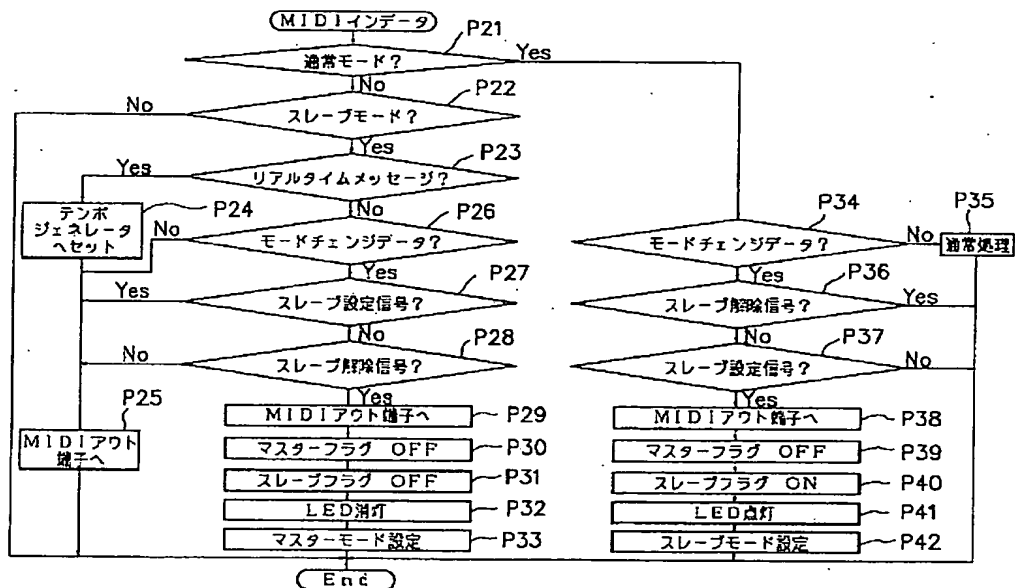 MIDIインデータ
P21
通常モード?
Yes
No
P22
スレーブモード?
No
Yes
P23
リアルタイムメッセージ?
Yes
No
テンポ
ジェネレータ
へセット
P24
P26
モードチェンジデータ?
No
Yes
P27
スレーブ設定信号?
Yes
No
P28
スレーブ解除信号?
No
Yes
P25
MIDIアウト
端子へ
MIDIアウト端子へ
P29
マスターフラグ OFF
P30
スレーブフラグ OFF
P31
LED消灯
P32
マスターモード設定
P33
P34
モードチェンジデータ?
No
P35
通常処理
Yes
P36
スレーブ解除信号?
Yes
No
P37
スレーブ設定信号?
No
Yes
MIDIアウト端子へ
P38
マスターフラグ OFF
P39
スレーブフラグ ON
P40
LED点灯
P41
スレーブモード設定
P42
End